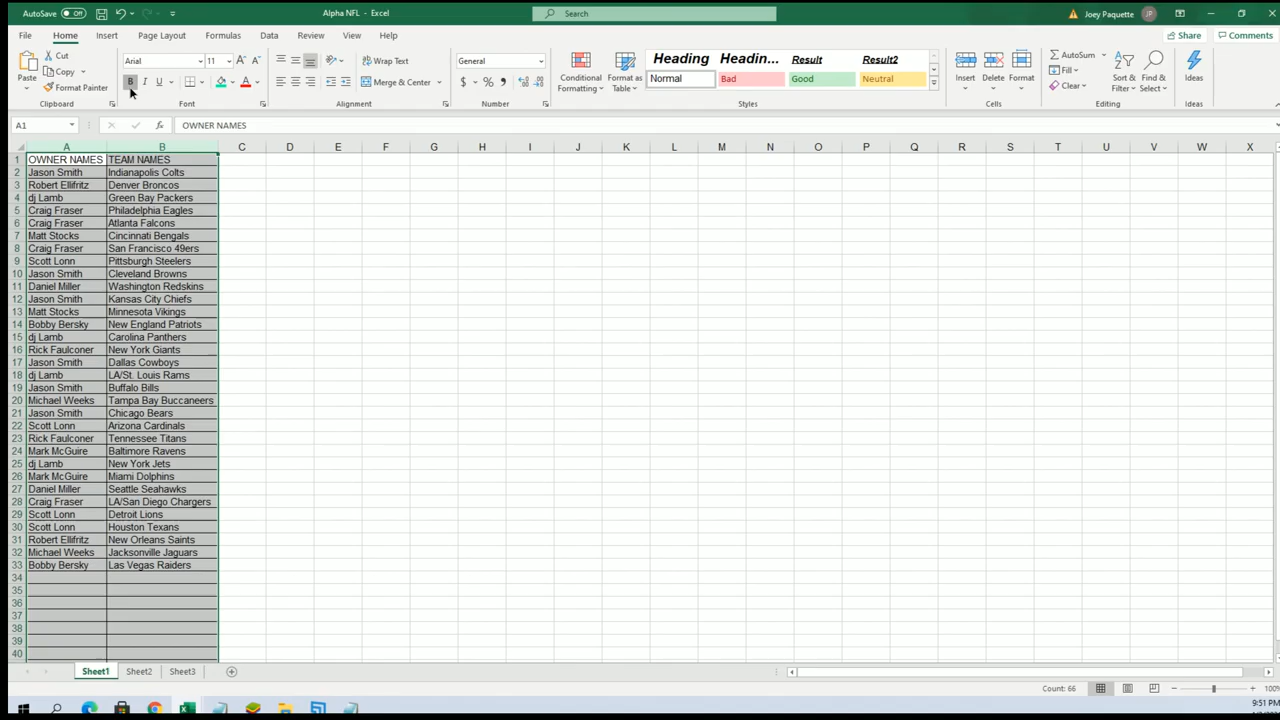 AutoSave Off Alpha NFL - Excel Search Joey Paquette JP
File Home Insert Page Layout Formulas Data Review View Help Share Comments
Paste Cut Copy Format Painter Clipboard
Arial 11 A A B I U A Font
Wrap Text Merge & Center Alignment
General $ % Number
Conditional Formatting Format as Table
Heading Headin... Result Result2
Normal Bad Good Neutral
Styles
Insert Delete Format Cells
AutoSum Fill Clear Sort & Filter Find & Select Editing
Ideas Ideas
A1 fx OWNER NAMES
A B C D E F G H I J K L M N O P Q R S T U V W X
1 OWNER NAMES TEAM NAMES
2 Jason Smith Indianapolis Colts
3 Robert Ellifritz Denver Broncos
4 dj Lamb Green Bay Packers
5 Craig Fraser Philadelphia Eagles
6 Craig Fraser Atlanta Falcons
7 Matt Stocks Cincinnati Bengals
8 Craig Fraser San Francisco 49ers
9 Scott Lonn Pittsburgh Steelers
10 Jason Smith Cleveland Browns
11 Daniel Miller Washington Redskins
12 Jason Smith Kansas City Chiefs
13 Matt Stocks Minnesota Vikings
14 Bobby Bersky New England Patriots
15 dj Lamb Carolina Panthers
16 Rick Faulconer New York Giants
17 Jason Smith Dallas Cowboys
18 dj Lamb LA/St. Louis Rams
19 Jason Smith Buffalo Bills
20 Michael Weeks Tampa Bay Buccaneers
21 Jason Smith Chicago Bears
22 Scott Lonn Arizona Cardinals
23 Rick Faulconer Tennessee Titans
24 Mark McGuire Baltimore Ravens
25 dj Lamb New York Jets
26 Mark McGuire Miami Dolphins
27 Daniel Miller Seattle Seahawks
28 Craig Fraser LA/San Diego Chargers
29 Scott Lonn Detroit Lions
30 Scott Lonn Houston Texans
31 Robert Ellifritz New Orleans Saints
32 Michael Weeks Jacksonville Jaguars
33 Bobby Bersky Las Vegas Raiders
34
35
36
37
38
39
40
Sheet1 Sheet2 Sheet3
Count: 66 100%
9:51 PM